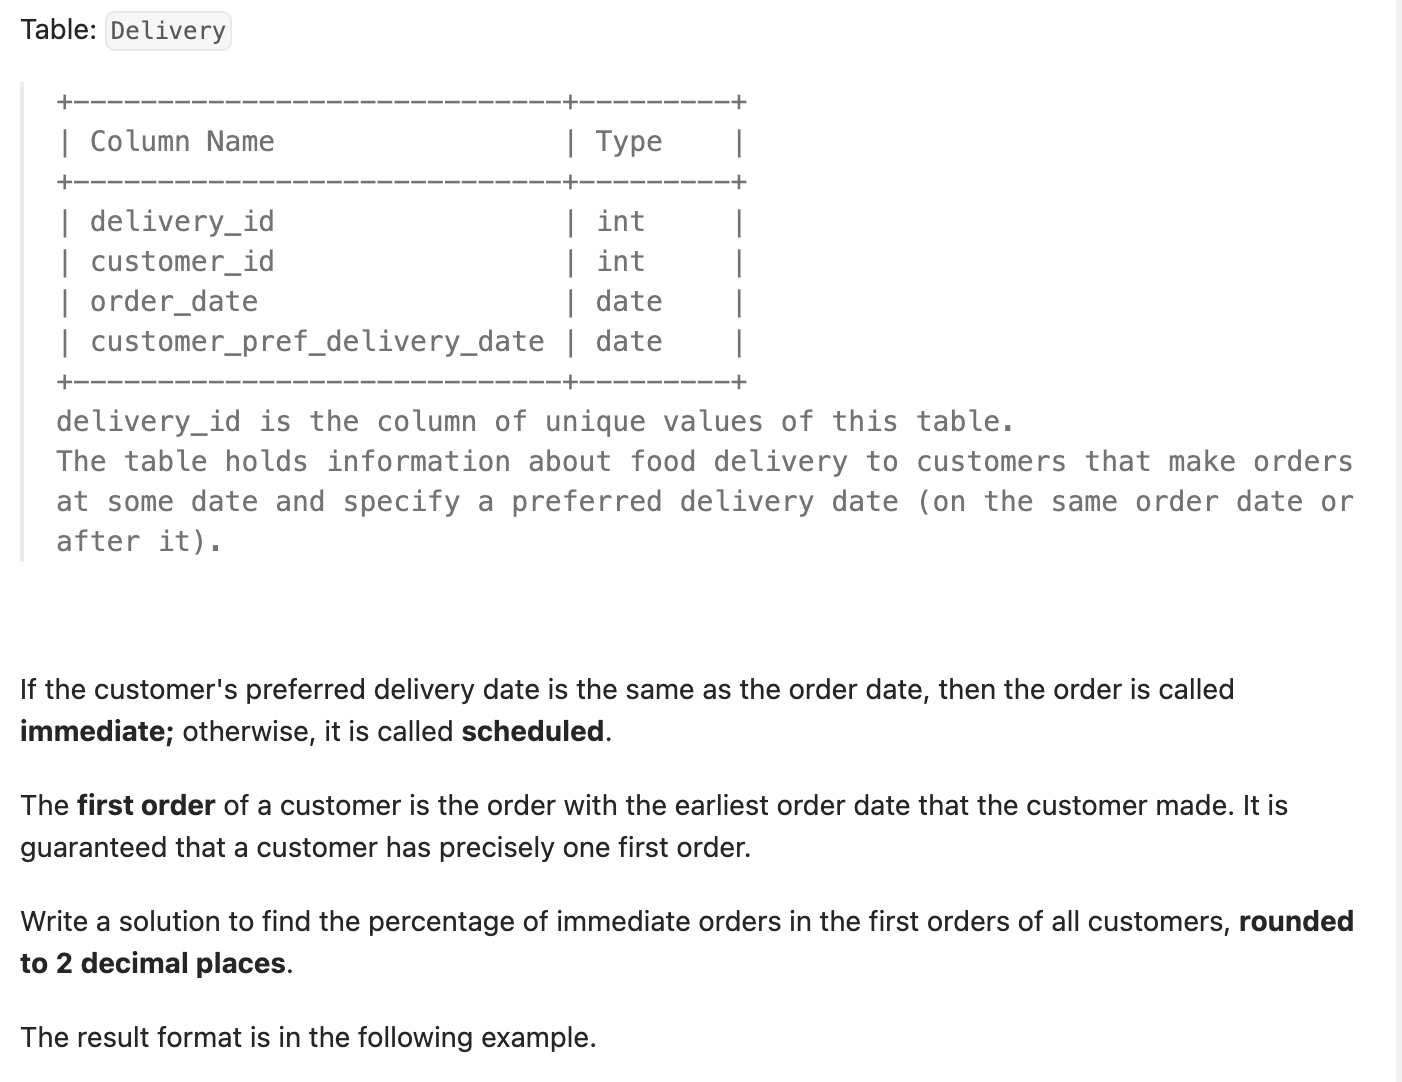 Table: Delivery
+-----------------------------+---------+
| Column Name                 | Type    |
+-----------------------------+---------+
| delivery_id                 | int     |
| customer_id                 | int     |
| order_date                  | date    |
| customer_pref_delivery_date | date    |
+-----------------------------+---------+
delivery_id is the column of unique values of this table.
The table holds information about food delivery to customers that make orders
at some date and specify a preferred delivery date (on the same order date or
after it).
If the customer's preferred delivery date is the same as the order date, then the order is called
immediate; otherwise, it is called scheduled.
The first order of a customer is the order with the earliest order date that the customer made. It is
guaranteed that a customer has precisely one first order.
Write a solution to find the percentage of immediate orders in the first orders of all customers, rounded
to 2 decimal places.
The result format is in the following example.